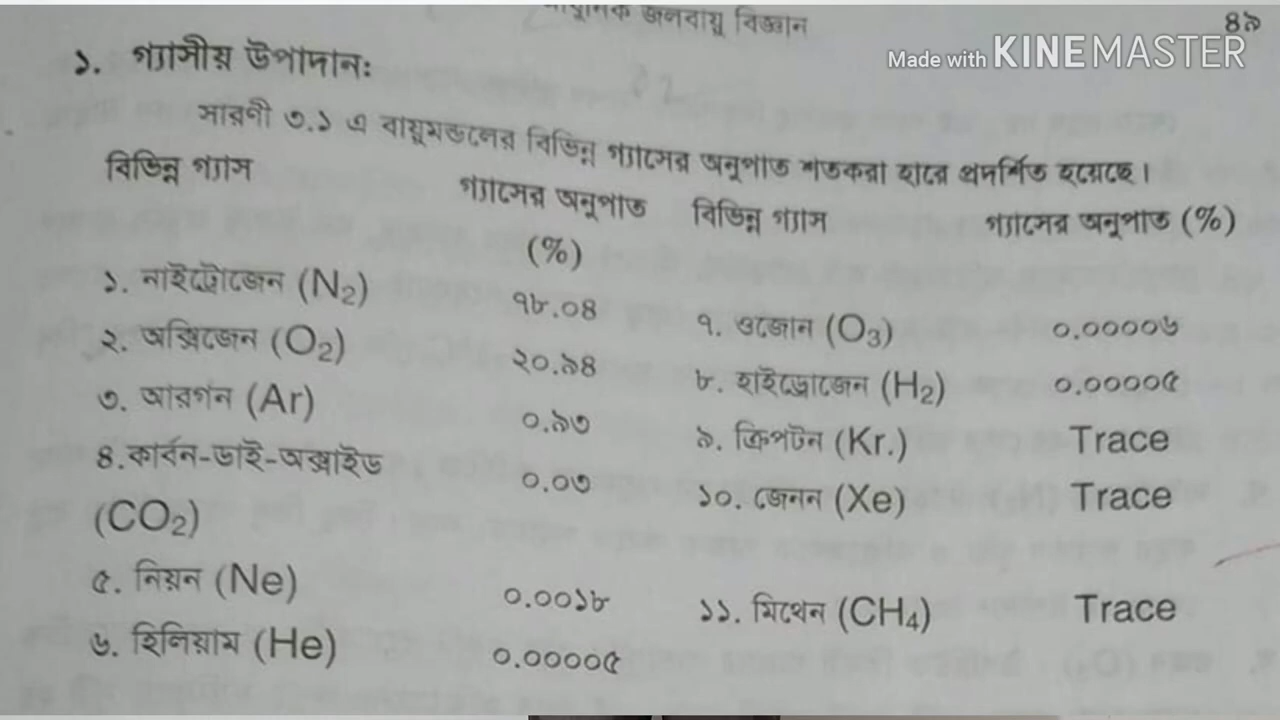 জলবায়ু বিজ্ঞান
৪৯
Made with KINEMASTER
১. গ্যাসীয় উপাদানঃ
সারণী ৩.১ এ বায়ুমন্ডলের বিভিন্ন গ্যাসের অনুপাত শতকরা হারে প্রদর্শিত হয়েছে।
বিভিন্ন গ্যাস গ্যাসের অনুপাত (%) বিভিন্ন গ্যাস গ্যাসের অনুপাত (%)
১. নাইট্রোজেন (N2) ৭৮.০৪ ৭. ওজোন (O3) ০.০০০০৬
২. অক্সিজেন (O2) ২০.৯৪ ৮. হাইড্রোজেন (H2) ০.০০০০৫
৩. আরগন (Ar) ০.৯৩ ৯. ক্রিপটন (Kr.) Trace
৪.কার্বন-ডাই-অক্সাইড ০.০৩ ১০. জেনন (Xe) Trace
(CO2)
৫. নিয়ন (Ne) ০.০০১৮ ১১. মিথেন (CH4) Trace
৬. হিলিয়াম (He) ০.০০০০৫